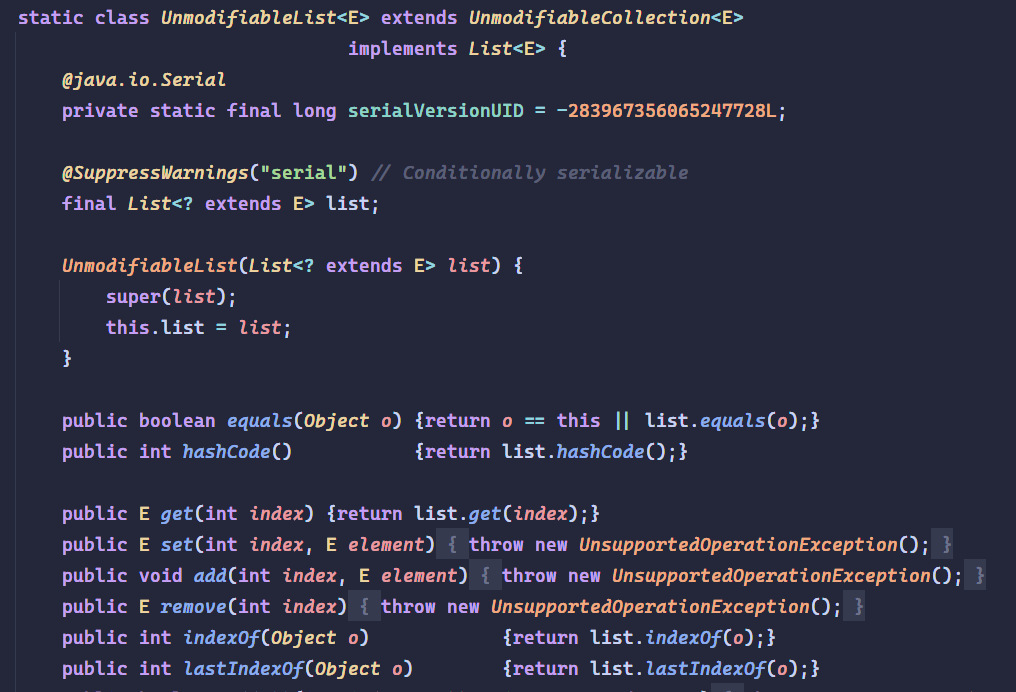 static class UnmodifiableList<E> extends UnmodifiableCollection<E>
                              implements List<E> {
    @java.io.Serial
    private static final long serialVersionUID = -283967356065247728L;

    @SuppressWarnings("serial") // Conditionally serializable
    final List<? extends E> list;

    UnmodifiableList(List<? extends E> list) {
        super(list);
        this.list = list;
    }

    public boolean equals(Object o) {return o == this || list.equals(o);}
    public int hashCode()           {return list.hashCode();}

    public E get(int index) {return list.get(index);}
    public E set(int index, E element) { throw new UnsupportedOperationException(); }
    public void add(int index, E element) { throw new UnsupportedOperationException(); }
    public E remove(int index) { throw new UnsupportedOperationException(); }
    public int indexOf(Object o)            {return list.indexOf(o);}
    public int lastIndexOf(Object o)        {return list.lastIndexOf(o);}